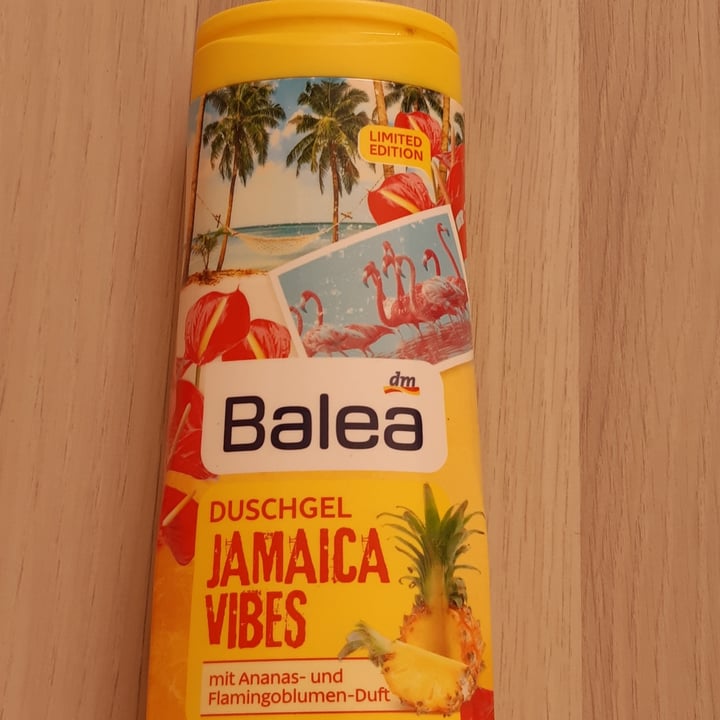 LIMITED
EDITION
dm
Balea
DUSCHGEL
JAMAICA
VIBES
mit Ananas- und
Flamingoblumen-Duft